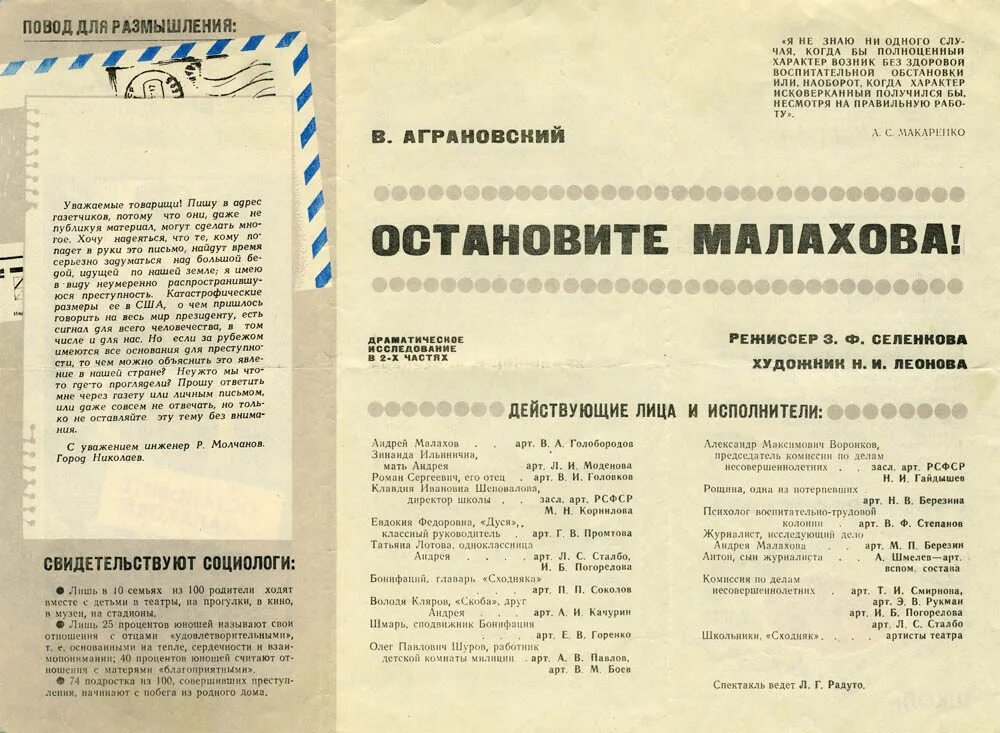 ПОВОД ДЛЯ РАЗМЫШЛЕНИЯ:
Уважаемые товарищи! Пишу в адрес
газетчиков, потому что они, даже не
публикуя материал, могут сделать мно-
гое. Хочу надеяться, что те, кому по-
падет в руки это письмо, найдут время
серьезно задуматься над большой бе-
дой, идущей по нашей земле; я имею
в виду неумеренно распространившу-
юся преступность. Катастрофические
размеры ее в США, о чем пришлось
говорить на весь мир президенту, есть
сигнал для всего человечества, в том
числе и для нас. Но если за рубежом
имеются все основания для преступно-
сти, то чем можно объяснить это явле-
ние в нашей стране? Неужто мы что-
то где-то проглядели? Прошу ответить
мне через газету или личным письмом,
или даже совсем не отвечать, но толь-
ко не оставляйте эту тему без внима-
ния.
С уважением инженер Р. Молчанов.
Город Николаев.
СВИДЕТЕЛЬСТВУЮТ СОЦИОЛОГИ:
● Лишь в 10 семьях из 100 родители ходят
вместе с детьми в театры, на прогулки, в кино,
в музеи, на стадионы.
● Лишь 25 процентов юношей называют свои
отношения с отцами «удовлетворительными»,
т. е. основанными на тепле, сердечности и взаи-
мопонимании; 40 процентов юношей считают от-
ношения с матерями «благоприятными».
● 74 подростка из 100, совершивших преступ-
ления, начинают с побега из родного дома.
«Я НЕ ЗНАЮ НИ ОДНОГО СЛУ-
ЧАЯ, КОГДА БЫ ПОЛНОЦЕННЫЙ
ХАРАКТЕР ВОЗНИК БЕЗ ЗДОРОВОЙ
ВОСПИТАТЕЛЬНОЙ ОБСТАНОВКИ
ИЛИ, НАОБОРОТ, КОГДА ХАРАКТЕР
ИСКОВЕРКАННЫЙ ПОЛУЧИЛСЯ БЫ,
НЕСМОТРЯ НА ПРАВИЛЬНУЮ РАБО-
ТУ».
А. С. МАКАРЕНКО
В. АГРАНОВСКИЙ
ОСТАНОВИТЕ МАЛАХОВА!
ДРАМАТИЧЕСКОЕ
ИССЛЕДОВАНИЕ
В 2-Х ЧАСТЯХ
РЕЖИССЕР З. Ф. СЕЛЕНКОВА
ХУДОЖНИК Н. И. ЛЕОНОВА
ДЕЙСТВУЮЩИЕ ЛИЦА И ИСПОЛНИТЕЛИ:
Андрей Малахов . . арт. В. А. Голобородов
Зинаида Ильинична,
мать Андрея . арт. Л. И. Моденова
Роман Сергеевич, его отец . арт. В. И. Головков
Клавдия Ивановна Шеповалова,
директор школы . . засл. арт. РСФСР
М. Н. Корнилова
Евдокия Федоровна, «Дуся»,
классный руководитель . арт. Г. В. Промтова
Татьяна Лотова, одноклассница
Андрея . . арт. Л. С. Сталбо,
И. Б. Погорелова
Бонифаций, главарь «Сходняка»
. . . арт. П. П. Соколов
Володя Кляров, «Скоба», друг
Андрея . . арт. А. И. Качурин
Шмарь, сподвижник Бонифация
. . . арт. Е. В. Горенко
Олег Павлович Шуров, работник
детской комнаты милиции . арт. А. В. Павлов,
арт. В. М. Боев
Александр Максимович Воронков,
председатель комиссии по делам
несовершеннолетних . . засл. арт. РСФСР
Н. И. Гайдышев
Рощина, одна из потерпевших
арт. Н. В. Березина
Психолог воспитательно-трудовой
колонии . арт. В. Ф. Степанов
Журналист, исследующий дело
Андрея Малахова . . арт. М. П. Березин
Антон, сын журналиста . А. Шмелев—арт.
вспом. состава
Комиссия по делам
несовершеннолетних . . арт. Т. И. Смирнова,
арт. Э. В. Рукман
арт. И. Б. Погорелова
арт. Л. С. Сталбо
Школьники, «Сходняк» . . . артисты театра
Спектакль ведет Л. Г. Радуто.